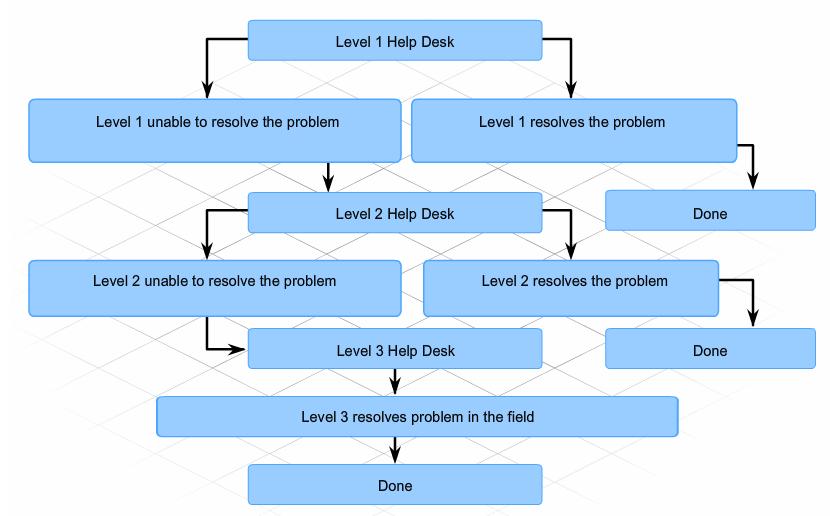 Level 1 Help Desk
Level 1 unable to resolve the problem
Level 1 resolves the problem
Level 2 Help Desk
Done
Level 2 unable to resolve the problem
Level 2 resolves the problem
Level 3 Help Desk
Done
Level 3 resolves problem in the field
Done